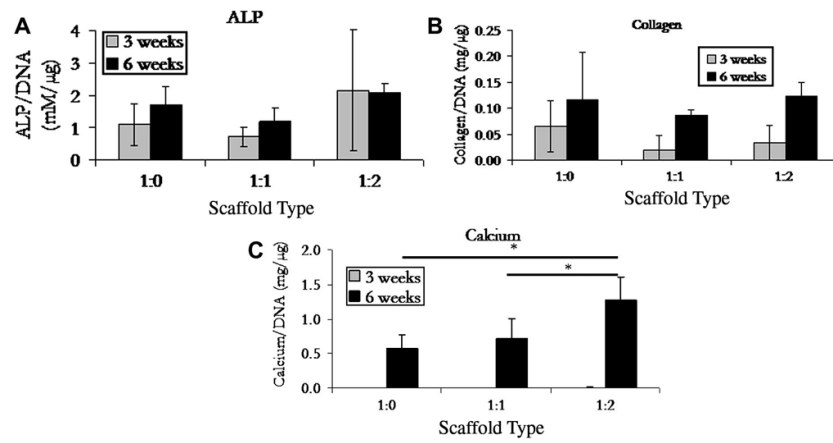 A
ALP
ALP/DNA
(mM/μg)
5
4
3
2
1
0
3 weeks
6 weeks
1:0 1:1 1:2
Scaffold Type
B
Collagen
Collagen/DNA (mg/μg)
0.25
0.20
0.15
0.10
0.05
0.00
3 weeks
6 weeks
1:0 1:1 1:2
Scaffold Type
C
Calcium
*
*
Calcium/DNA (mg/μg)
2.0
1.5
1.0
0.5
0.0
3 weeks
6 weeks
1:0 1:1 1:2
Scaffold Type